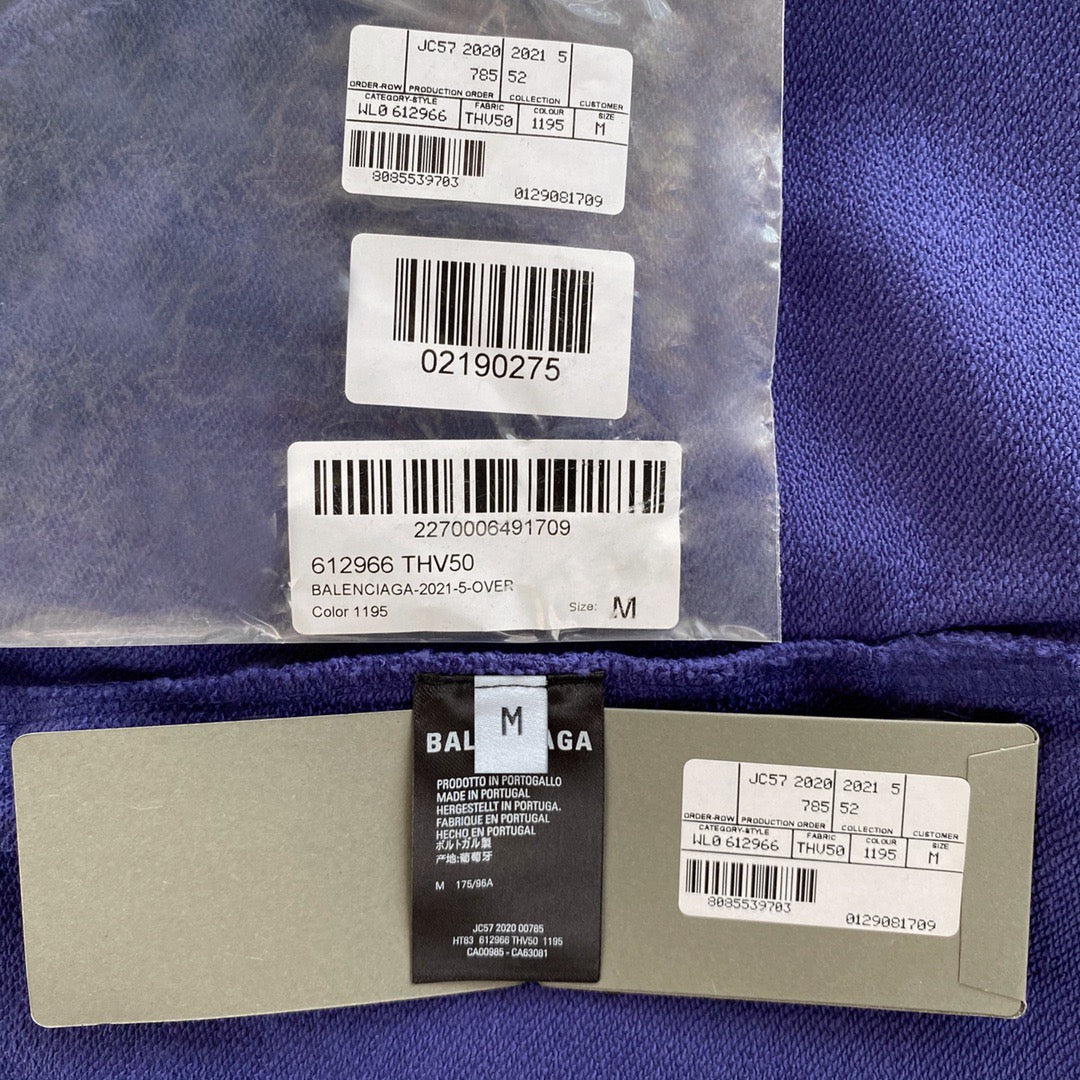 JC57 2020 2021 5
785 52
ORDER-ROW PRODUCTION ORDER COLLECTION CUSTOMER
CATEGORY-STYLE FABRIC COLOUR SIZE
WL0 612966 THV50 1195 M
8085539703
0129081709
02190275
2270006491709
612966 THV50
BALENCIAGA-2021-5-OVER
Color 1195 Size: M
M
BAL AGA
PRODOTTO IN PORTOGALLO
MADE IN PORTUGAL
HERGESTELLT IN PORTUGA.
FABRIQUE EN PORTUGAL
HECHO EN PORTUGAL
ポルトガル製
产地:葡萄牙
M 175/96A
JC57 2020 00785
HT83 612966 THV50 1195
CA00985 - CA63081
JC57 2020 2021 5
785 52
ORDER-ROW PRODUCTION ORDER COLLECTION CUSTOMER
CATEGORY-STYLE FABRIC COLOUR SIZE
WL0 612966 THV50 1195 M
8085539703
0129081709